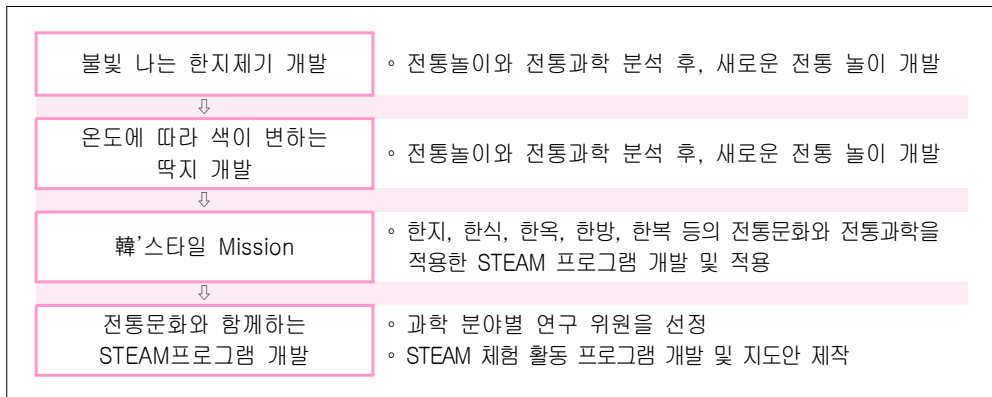 불빛 나는 한지제기 개발
◦ 전통놀이와 전통과학 분석 후, 새로운 전통 놀이 개발
⇩
온도에 따라 색이 변하는
딱지 개발
◦ 전통놀이와 전통과학 분석 후, 새로운 전통 놀이 개발
⇩
韓’스타일 Mission
◦ 한지, 한식, 한옥, 한방, 한복 등의 전통문화와 전통과학을
적용한 STEAM 프로그램 개발 및 적용
⇩
전통문화와 함께하는
STEAM프로그램 개발
◦ 과학 분야별 연구 위원을 선정
◦ STEAM 체험 활동 프로그램 개발 및 지도안 제작